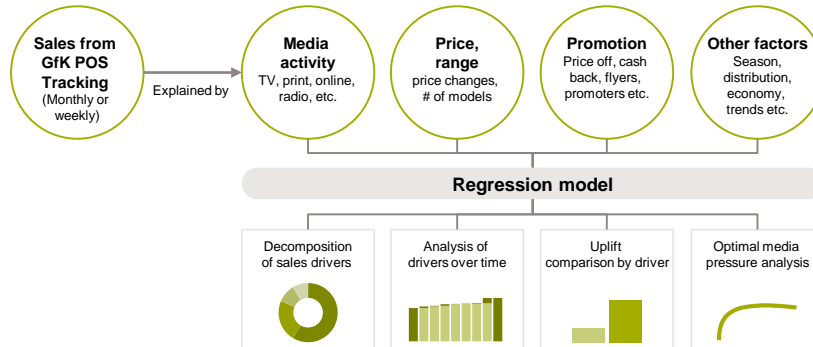 Sales from
GfK POS
Tracking
(Monthly or
weekly)
Explained by
Media
activity
TV, print, online,
radio, etc.
Price,
range
price changes,
# of models
Promotion
Price off, cash
back, flyers,
promoters etc.
Other factors
Season,
distribution,
economy,
trends etc.
Regression model
Decomposition
of sales drivers
Analysis of
drivers over time
Uplift
comparison by driver
Optimal media
pressure analysis